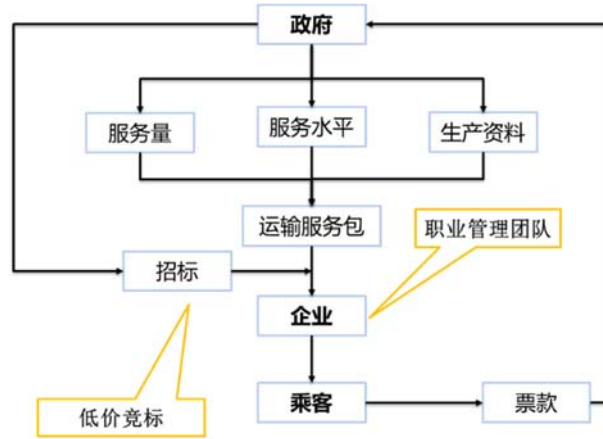 政府
服务量
服务水平
生产资料
运输服务包
职业管理团队
招标
企业
低价竞标
乘客
票款